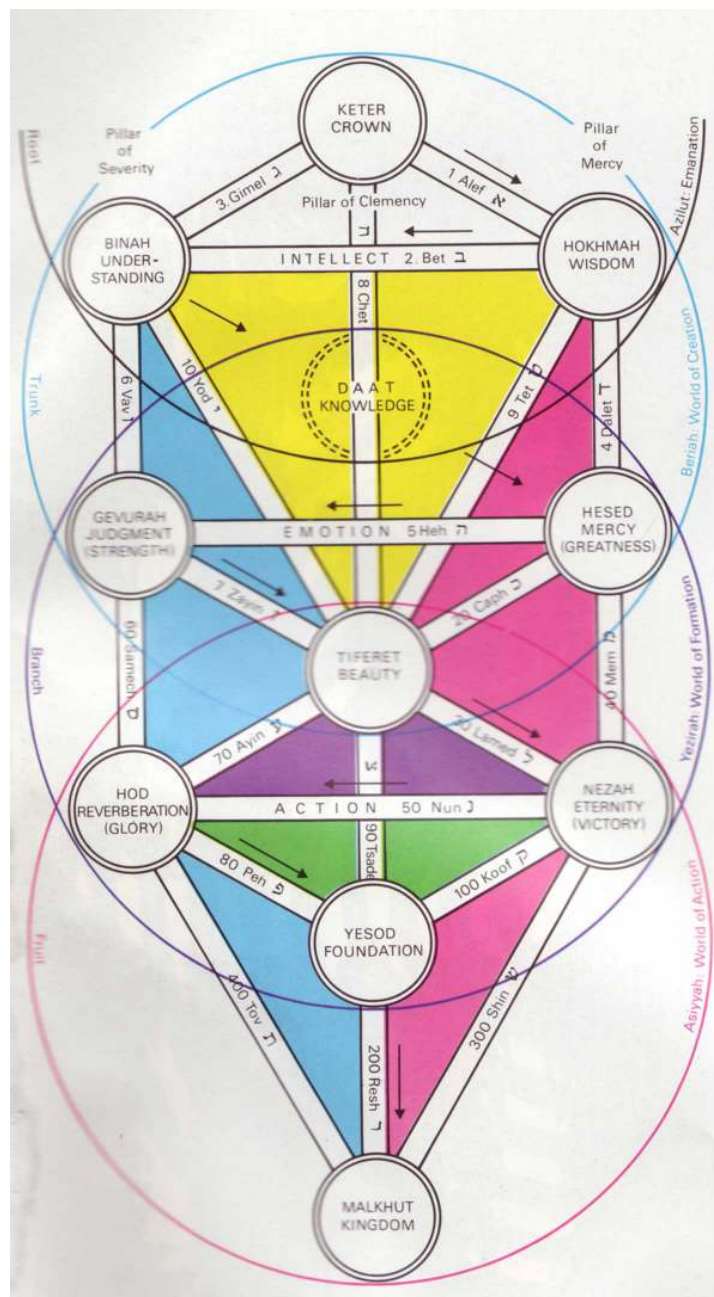 KETER
CROWN
Pillar
of
Severity
Pillar
of
Mercy
Root
Azilut: Emanation
3. Gimel ג
1 Alef א
Pillar of Clemency
BINAH
UNDER-
STANDING
HOKHMAH
WISDOM
INTELLECT 2. Bet ב
8 Chet ח
Trunk
Beriah: World of Creation
6 Vav ו
10 Yod י
DAAT
KNOWLEDGE
9 Tet ט
4 Dalet ד
GEVURAH
JUDGMENT
(STRENGTH)
EMOTION 5 Heh ה
HESED
MERCY
(GREATNESS)
7 Zayin ז
20 Caph כ
Branch
Yezirah: World of Formation
60 Samech ס
TIFERET
BEAUTY
40 Mem מ
70 Ayin ע
30 Lamed ל
HOD
REVERBERATION
(GLORY)
ACTION 50 Nun נ
NEZAH
ETERNITY
(VICTORY)
90 Tsade צ
80 Peh פ
100 Koof ק
YESOD
FOUNDATION
Fruit
Asiyyah: World of Action
400 Tov ת
200 Resh ר
300 Shin ש
MALKHUT
KINGDOM